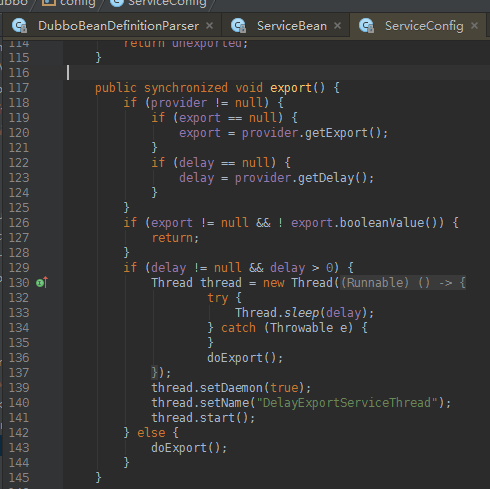 ubbo config ServiceConfig
DubboBeanDefinitionParser × ServiceBean × ServiceConfig ×
114 return unexported;
115 }
116
117 public synchronized void export() {
118 if (provider != null) {
119 if (export == null) {
120 export = provider.getExport();
121 }
122 if (delay == null) {
123 delay = provider.getDelay();
124 }
125 }
126 if (export != null && ! export.booleanValue()) {
127 return;
128 }
129 if (delay != null && delay > 0) {
130 Thread thread = new Thread((Runnable) () -> {
132 try {
133 Thread.sleep(delay);
134 } catch (Throwable e) {
135 }
136 doExport();
137 });
139 thread.setDaemon(true);
140 thread.setName("DelayExportServiceThread");
141 thread.start();
142 } else {
143 doExport();
144 }
145 }